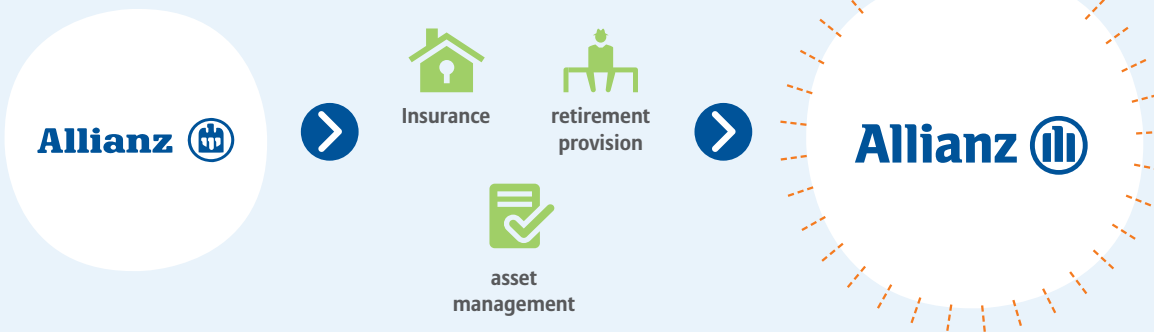 Allianz
Insurance
retirement
provision
asset
management
Allianz